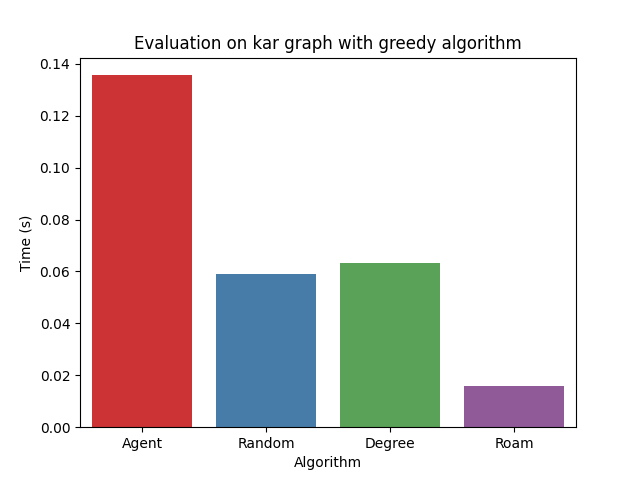 Evaluation on kar graph with greedy algorithm
0.14
0.12
0.10
0.08
0.06
0.04
0.02
0.00
Time (s)
Agent Random Degree Roam
Algorithm